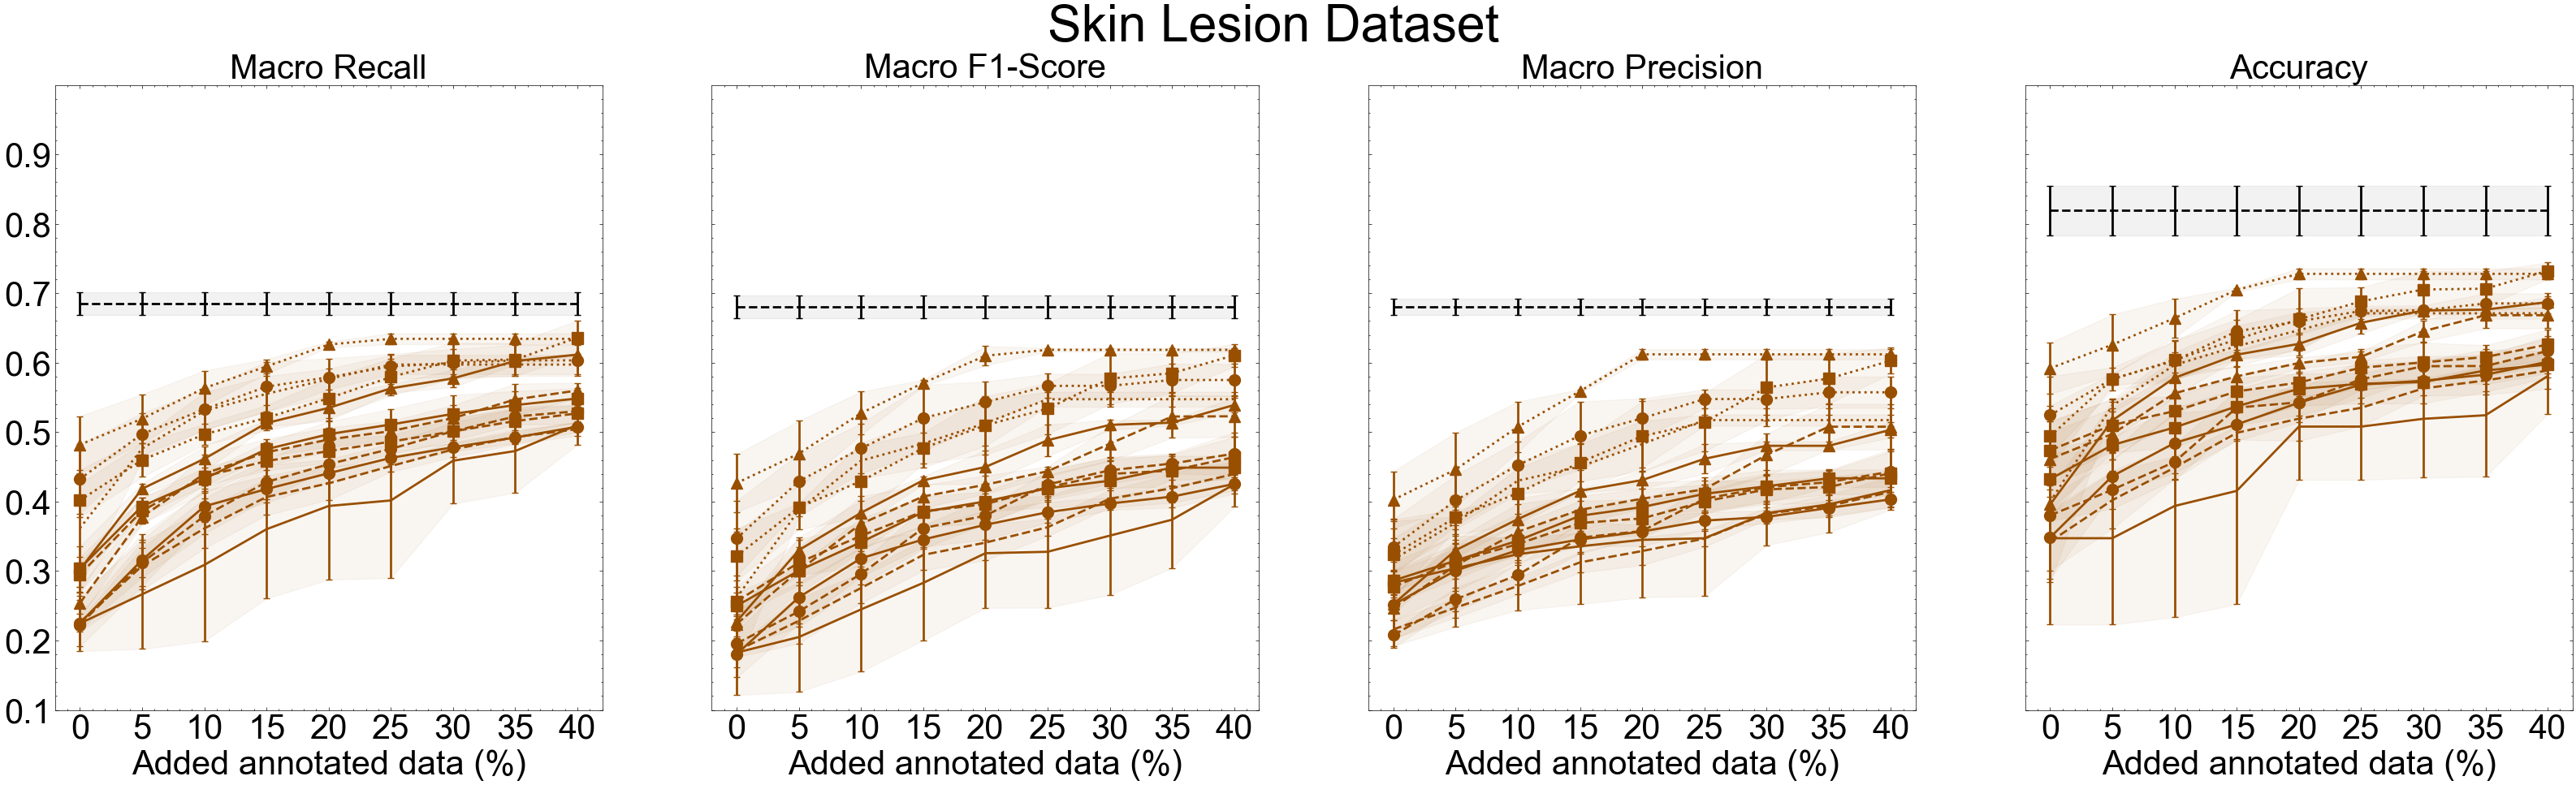 Skin Lesion Dataset
Macro Recall Macro F1-Score Macro Precision Accuracy
0.9
0.8
0.7
0.6
0.5
0.4
0.3
0.2
0.1
0 5 10 15 20 25 30 35 40 0 5 10 15 20 25 30 35 40 0 5 10 15 20 25 30 35 40 0 5 10 15 20 25 30 35 40
Added annotated data (%) Added annotated data (%) Added annotated data (%) Added annotated data (%)